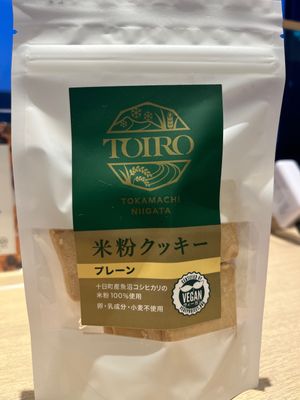 TOIRO
TOKAMACHI
NIIGATA
米粉クッキー
プレーン
十日町産魚沼コシヒカリの
米粉100%使用
卵・乳成分・小麦不使用
VEGAN